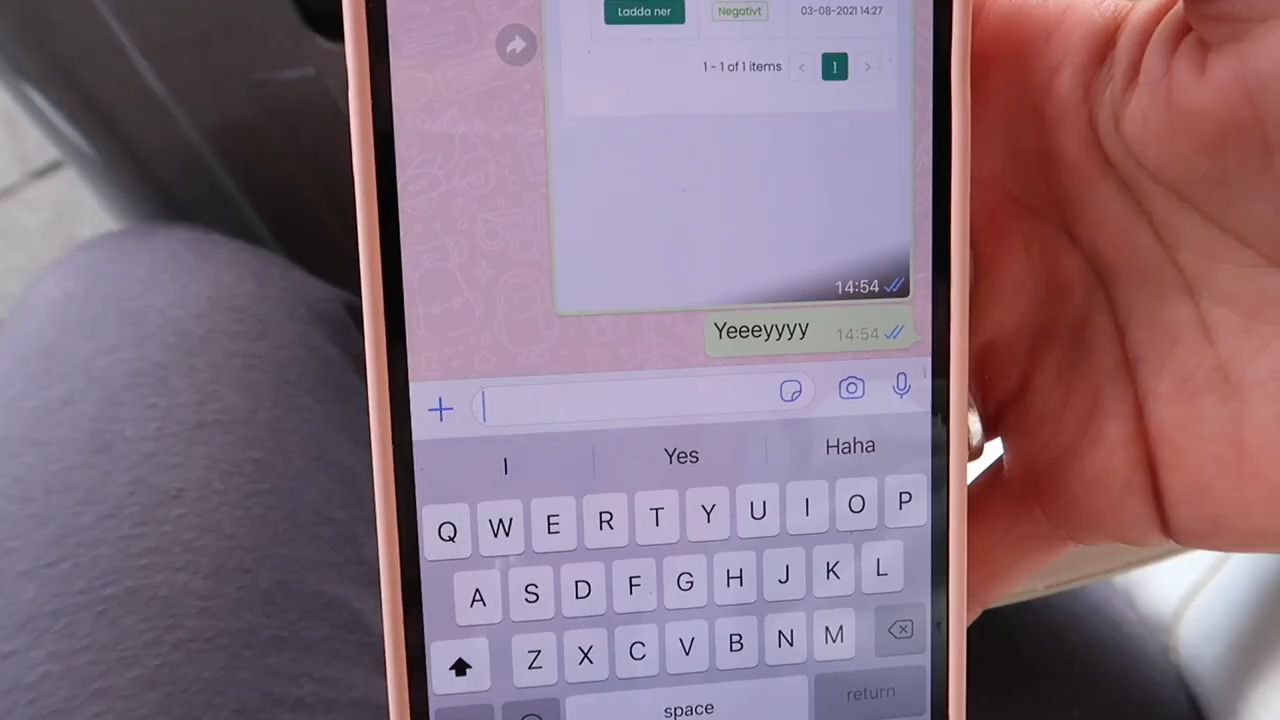 Ladda ner Negativt 03-08-2021 14:27
1 - 1 of 1 items < 1 >
14:54
Yeeeyyyy 14:54
I Yes Haha
Q W E R T Y U I O P
A S D F G H J K L
Z X C V B N M
space return